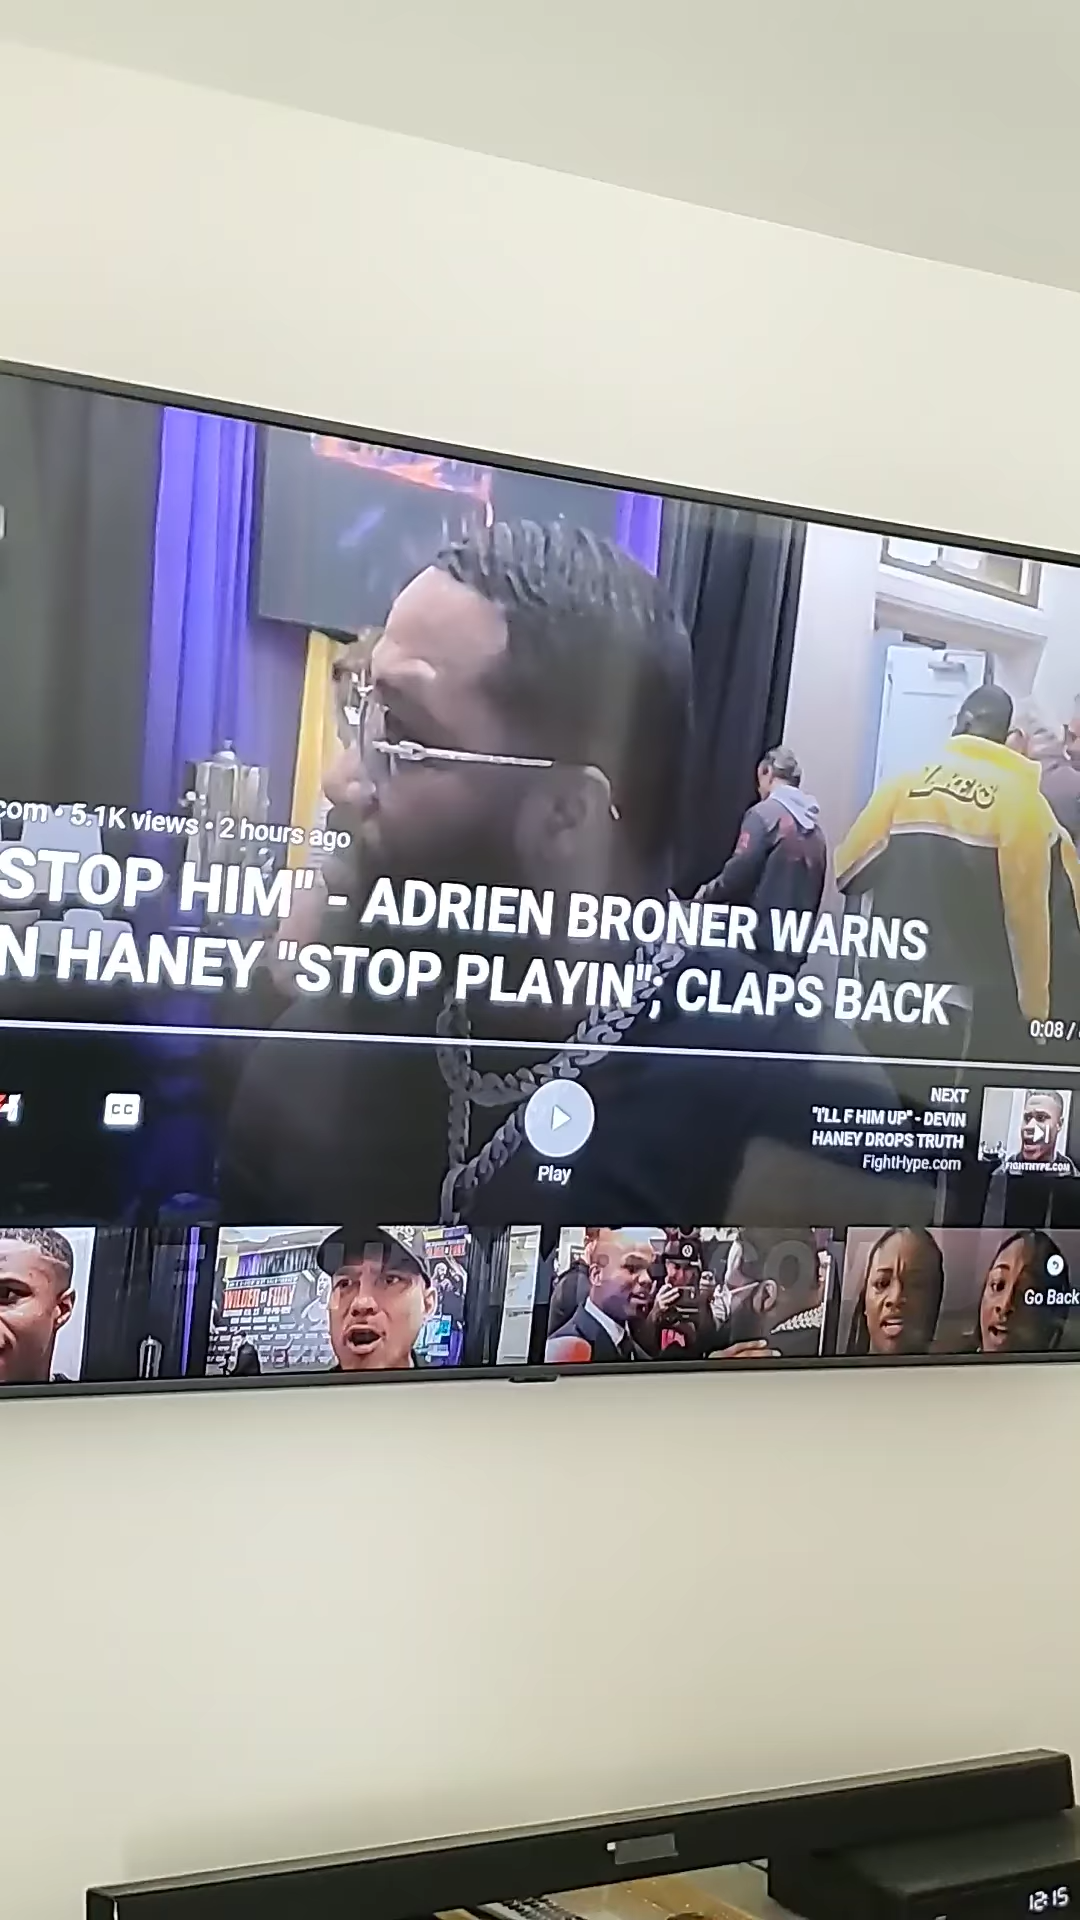 LAKERS
com • 5.1K views • 2 hours ago
STOP HIM" - ADRIEN BRONER WARNS
N HANEY "STOP PLAYIN"; CLAPS BACK
0:08 /
CC
Play
NEXT
"I'LL F HIM UP" - DEVIN
HANEY DROPS TRUTH
FightHype.com
FIGHTHYPE.COM
WILDER
FURY
Go Back
12:15